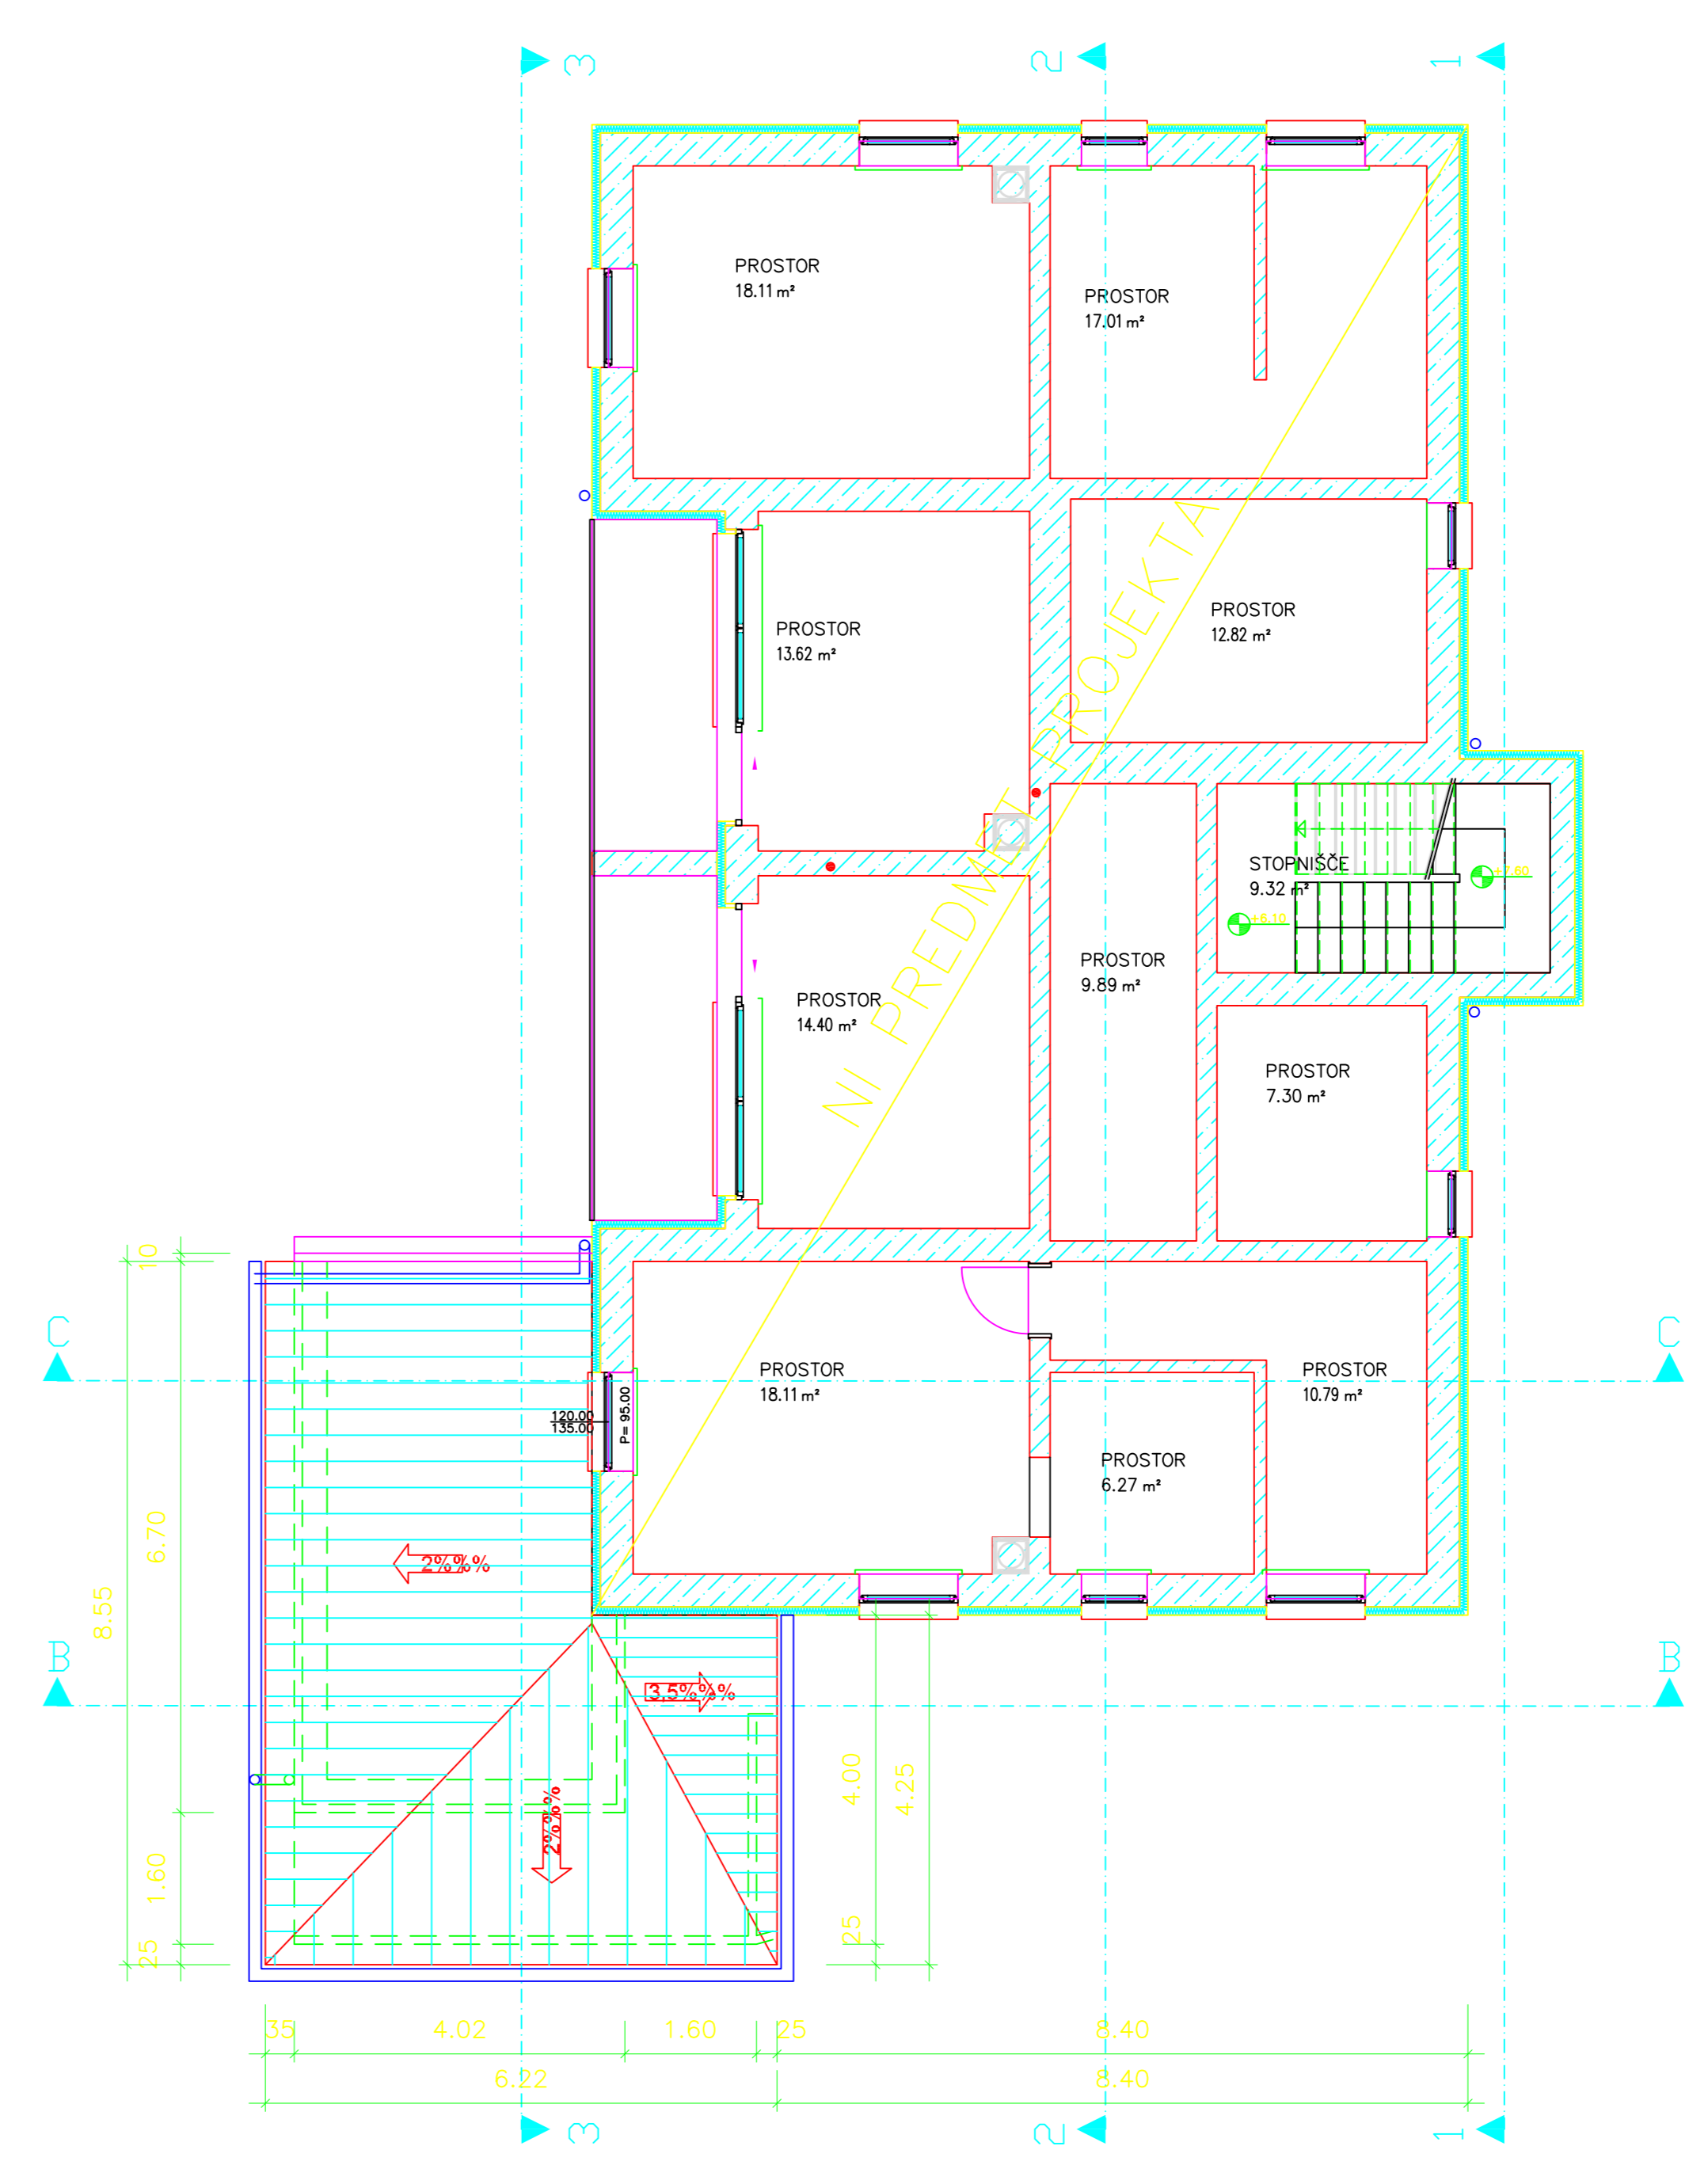 3
2
1
PROSTOR
18.11 m²
PROSTOR
17.01 m²
PROSTOR
13.62 m²
PROSTOR
12.82 m²
NI PREDMET PROJEKTA
STOPNIŠČE
9.32 m²
+7.60
+6.10
PROSTOR
9.89 m²
PROSTOR
14.40 m²
PROSTOR
7.30 m²
10
C
C
PROSTOR
18.11 m²
PROSTOR
10.79 m²
120.00
135.00
P= 95.00
PROSTOR
6.27 m²
6.70
2%%%
8.55
B
B
3,5%%%
4.00
4.25
2%%%
1.60
25
25
35
4.02
1.60
25
8.40
6.22
8.40
3
2
1